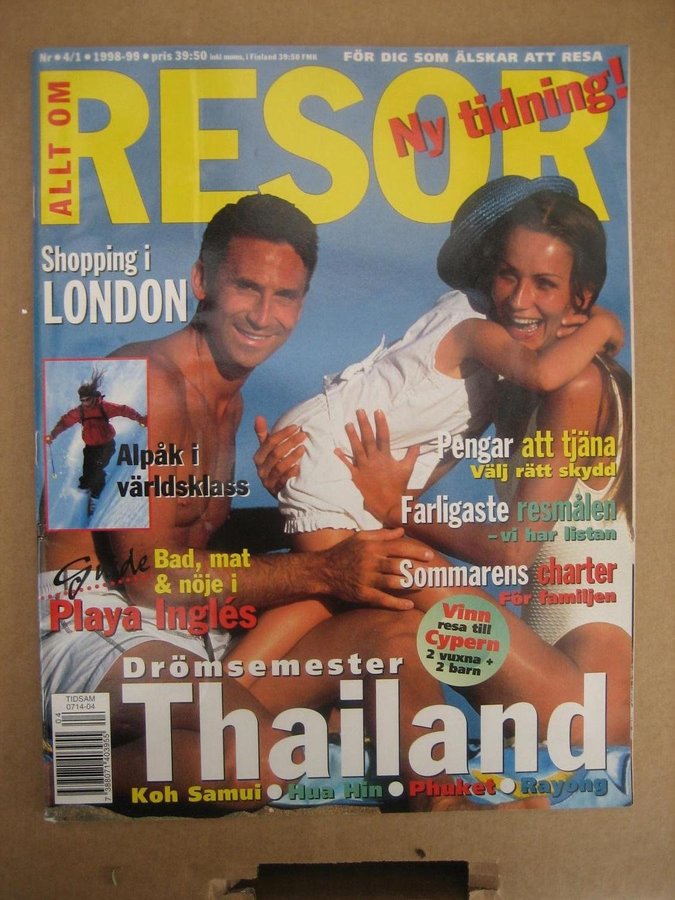 Nr • 4/1 • 1998-99 • pris 39:50 inkl moms, i Finland 39:50 FMK
FÖR DIG SOM ÄLSKAR ATT RESA
ALLT OM
RESOR
Ny tidning!
Shopping i
LONDON
Alpåk i
världsklass
Pengar att tjäna
Välj rätt skydd
Farligaste resmålen
- vi har listan
Sommarens charter
För familjen
Guide Bad, mat
& nöje i
Playa Inglés
Vinn
resa till
Cypern
2 vuxna +
2 barn
Drömsemester
Thailand
Koh Samui • Hua Hin • Phuket • Rayong
TIDSAM
0714-04
04
7388071403955